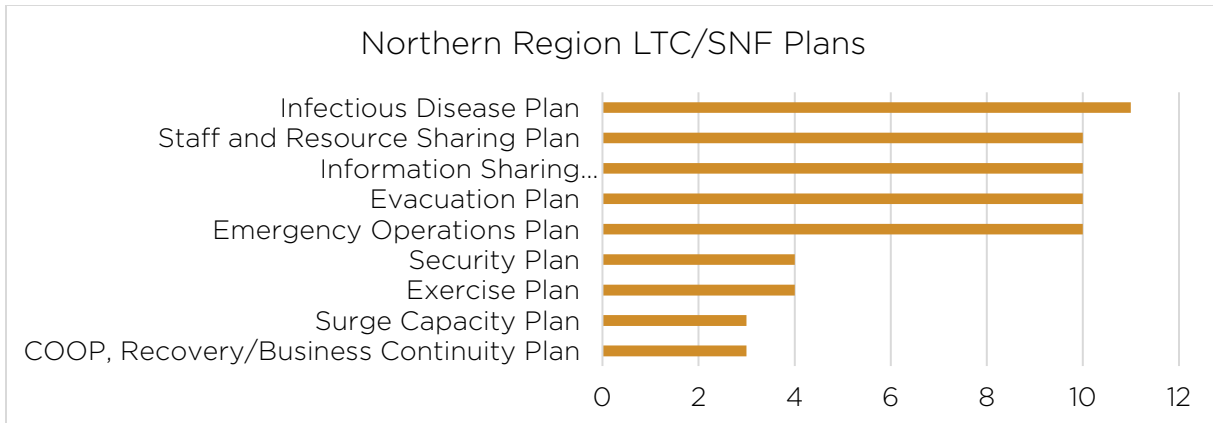 Northern Region LTC/SNF Plans
Infectious Disease Plan
Staff and Resource Sharing Plan
Information Sharing...
Evacuation Plan
Emergency Operations Plan
Security Plan
Exercise Plan
Surge Capacity Plan
COOP, Recovery/Business Continuity Plan
0 2 4 6 8 10 12